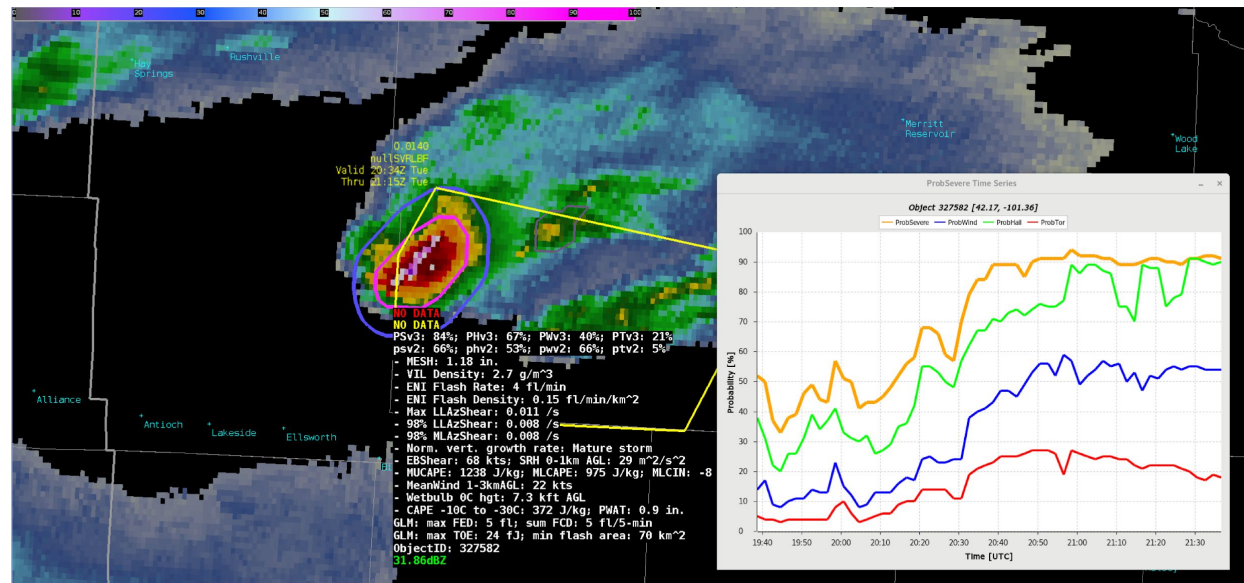 0 10 20 30 40 50 60 70 80 90 100
Hay
Springs
Rushville
Merritt
Reservoir
Wood
Lake
0.0140
nullSVRLBF
Valid 20:34Z Tue
Thru 21:15Z Tue
Alliance
Antioch
Lakeside
Ellsworth
NO DATA
NO DATA
PSv3: 84%; PHv3: 67%; PWv3: 40%; PTv3: 21%
psv2: 66%; phv2: 53%; pwv2: 66%; ptv2: 5%
- MESH: 1.18 in.
- VIL Density: 2.7 g/m^3
- ENI Flash Rate: 4 fl/min
- ENI Flash Density: 0.15 fl/min/km^2
- Max LLAzShear: 0.011 /s
- 98% LLAzShear: 0.008 /s
- 98% MLAzShear: 0.008 /s
- Norm. vert. growth rate: Mature storm
- EBShear: 68 kts; SRH 0-1km AGL: 29 m^2/s^2
- MUCAPE: 1238 J/kg; MLCAPE: 975 J/kg; MLCIN: -8
- MeanWind 1-3kmAGL: 22 kts
- Wetbulb 0C hgt: 7.3 kft AGL
- CAPE -10C to -30C: 372 J/kg; PWAT: 0.9 in.
GLM: max FED: 5 fl; sum FCD: 5 fl/5-min
GLM: max TOE: 24 fJ; min flash area: 70 km^2
ObjectID: 327582
31.86dBZ
ProbSevere Time Series
Object 327582 [42.17, -101.36]
ProbSevere ProbWind ProbHail ProbTor
Probability [%]
100
90
80
70
60
50
40
30
20
10
0
19:40 19:50 20:00 20:10 20:20 20:30 20:40 20:50 21:00 21:10 21:20 21:30
Time [UTC]